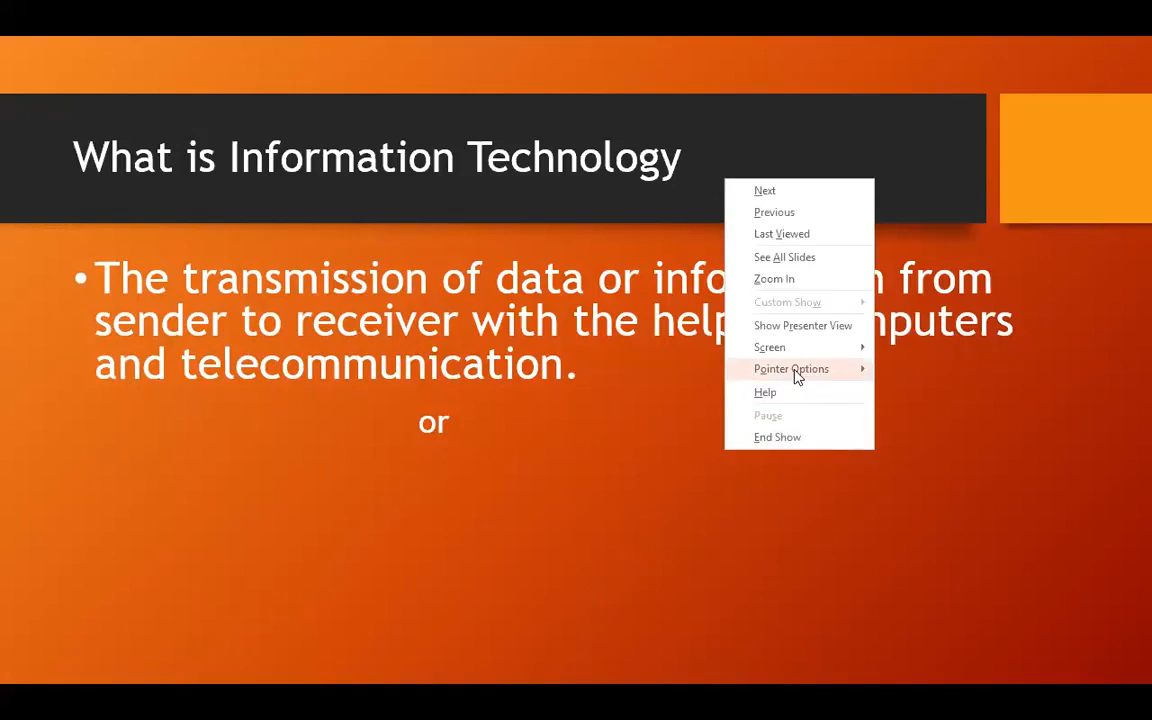 What is Information Technology
• The transmission of data or info n from
sender to receiver with the help nputers
and telecommunication.
or
Next
Previous
Last Viewed
See All Slides
Zoom In
Custom Show
Show Presenter View
Screen
Pointer Options
Help
Pause
End Show